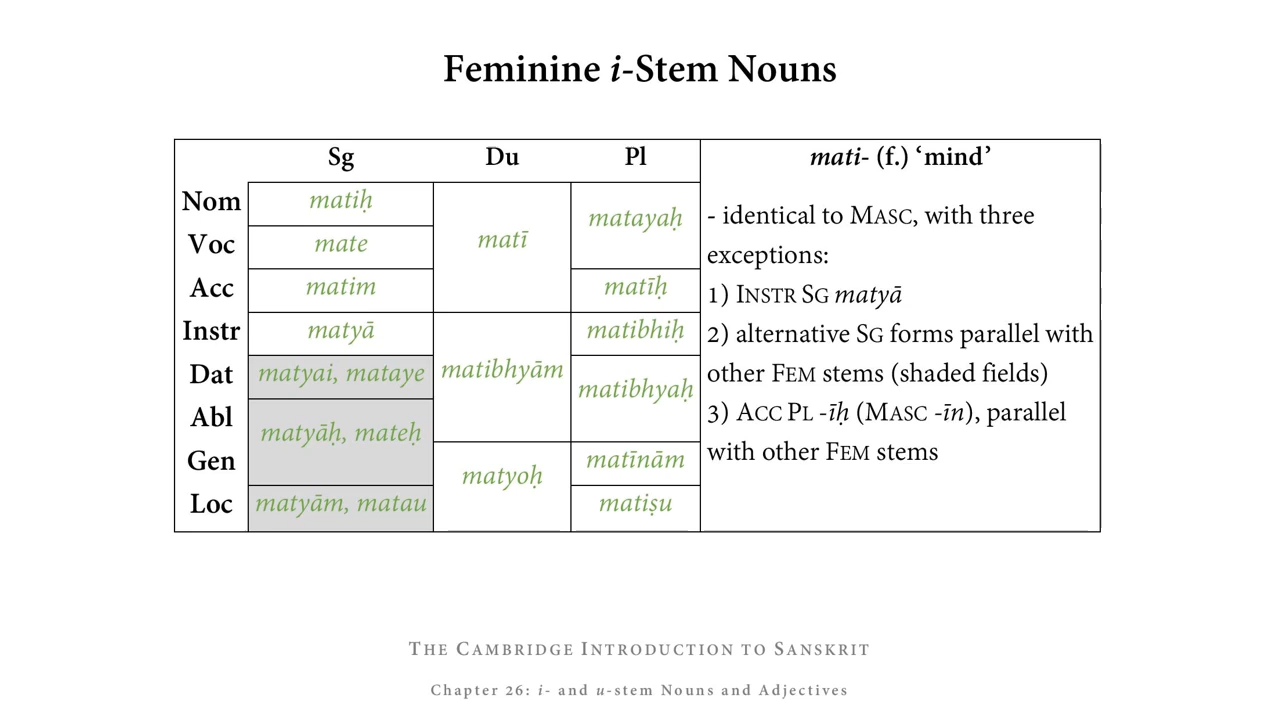 Feminine i-Stem Nouns
Sg Du Pl
Nom matiḥ matī matayaḥ
Voc mate
Acc matim matīḥ
Instr matyā matibhyām matibhiḥ
Dat matyai, mataye matibhyaḥ
Abl matyāḥ, mateḥ
Gen matyoḥ matīnām
Loc matyām, matau matiṣu
mati- (f.) ‘mind’
- identical to MASC, with three
exceptions:
1) INSTR SG matyā
2) alternative SG forms parallel with
other FEM stems (shaded fields)
3) ACC PL -īḥ (MASC -īn), parallel
with other FEM stems
THE CAMBRIDGE INTRODUCTION TO SANSKRIT
Chapter 26: i- and u-stem Nouns and Adjectives